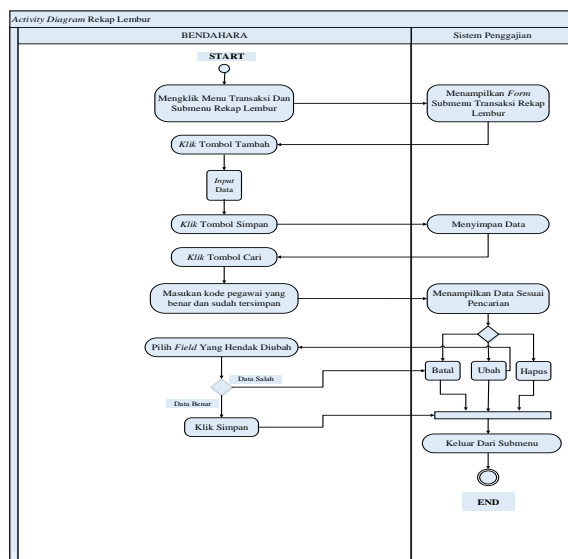 Activity Diagram Rekap Lembur
BENDAHARA
Sistem Penggajian
START
Mengklik Menu Transaksi Dan
Submenu Rekap Lembur
Menampilkan Form
Submenu Transaksi Rekap
Lembur
Klik Tombol Tambah
Input
Data
Klik Tombol Simpan
Menyimpan Data
Klik Tombol Cari
Masukan kode pegawai yang
benar dan sudah tersimpan
Menampilkan Data Sesuai
Pencarian
Pilih Field Yang Hendak Diubah
Batal
Ubah
Hapus
Data Salah
Data Benar
Klik Simpan
Keluar Dari Submenu
END